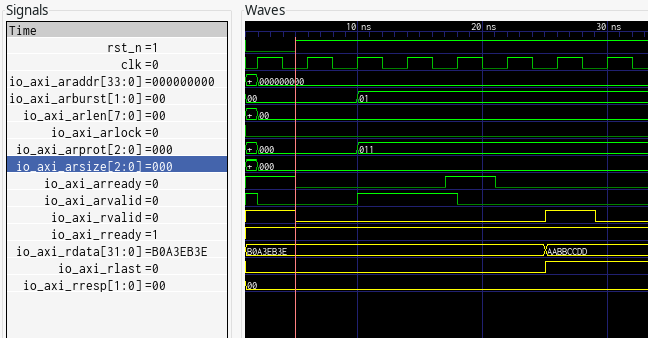 Signals
Waves
Time
10 ns
20 ns
30 ns
rst_n=1
clk=0
io_axi_araddr[33:0]=000000000
+
000000000
io_axi_arburst[1:0]=00
00
01
io_axi_arlen[7:0]=00
+
00
io_axi_arlock=0
io_axi_arprot[2:0]=000
+
000
011
io_axi_arsize[2:0]=000
+
000
io_axi_arready=0
io_axi_arvalid=0
io_axi_rvalid=0
io_axi_rready=1
io_axi_rdata[31:0]=B0A3EB3E
B0A3EB3E
AABBCCDD
io_axi_rlast=0
io_axi_rresp[1:0]=00
00